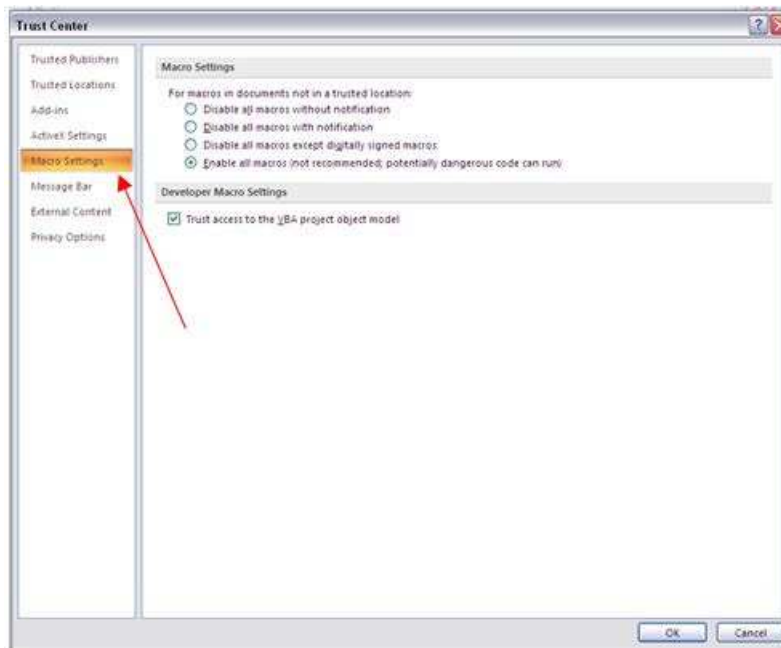 Trust Center
Trusted Publishers
Trusted Locations
Add-ins
ActiveX Settings
Macro Settings
Message Bar
External Content
Privacy Options
Macro Settings
For macros in documents not in a trusted location:
Disable all macros without notification
Disable all macros with notification
Disable all macros except digitally signed macros
Enable all macros (not recommended; potentially dangerous code can run)
Developer Macro Settings
Trust access to the VBA project object model
OK
Cancel